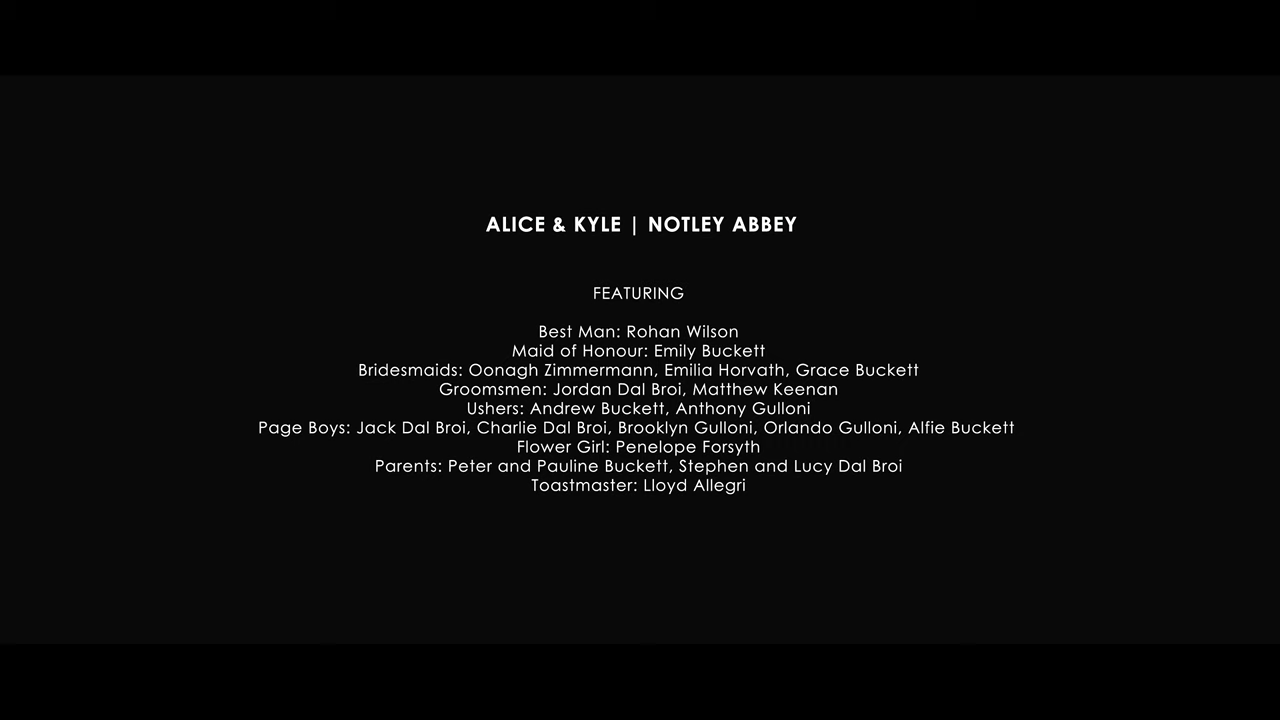 ALICE & KYLE | NOTLEY ABBEY
FEATURING
Best Man: Rohan Wilson
Maid of Honour: Emily Buckett
Bridesmaids: Oonagh Zimmermann, Emilia Horvath, Grace Buckett
Groomsmen: Jordan Dal Broi, Matthew Keenan
Ushers: Andrew Buckett, Anthony Gulloni
Page Boys: Jack Dal Broi, Charlie Dal Broi, Brooklyn Gulloni, Orlando Gulloni, Alfie Buckett
Flower Girl: Penelope Forsyth
Parents: Peter and Pauline Buckett, Stephen and Lucy Dal Broi
Toastmaster: Lloyd Allegri